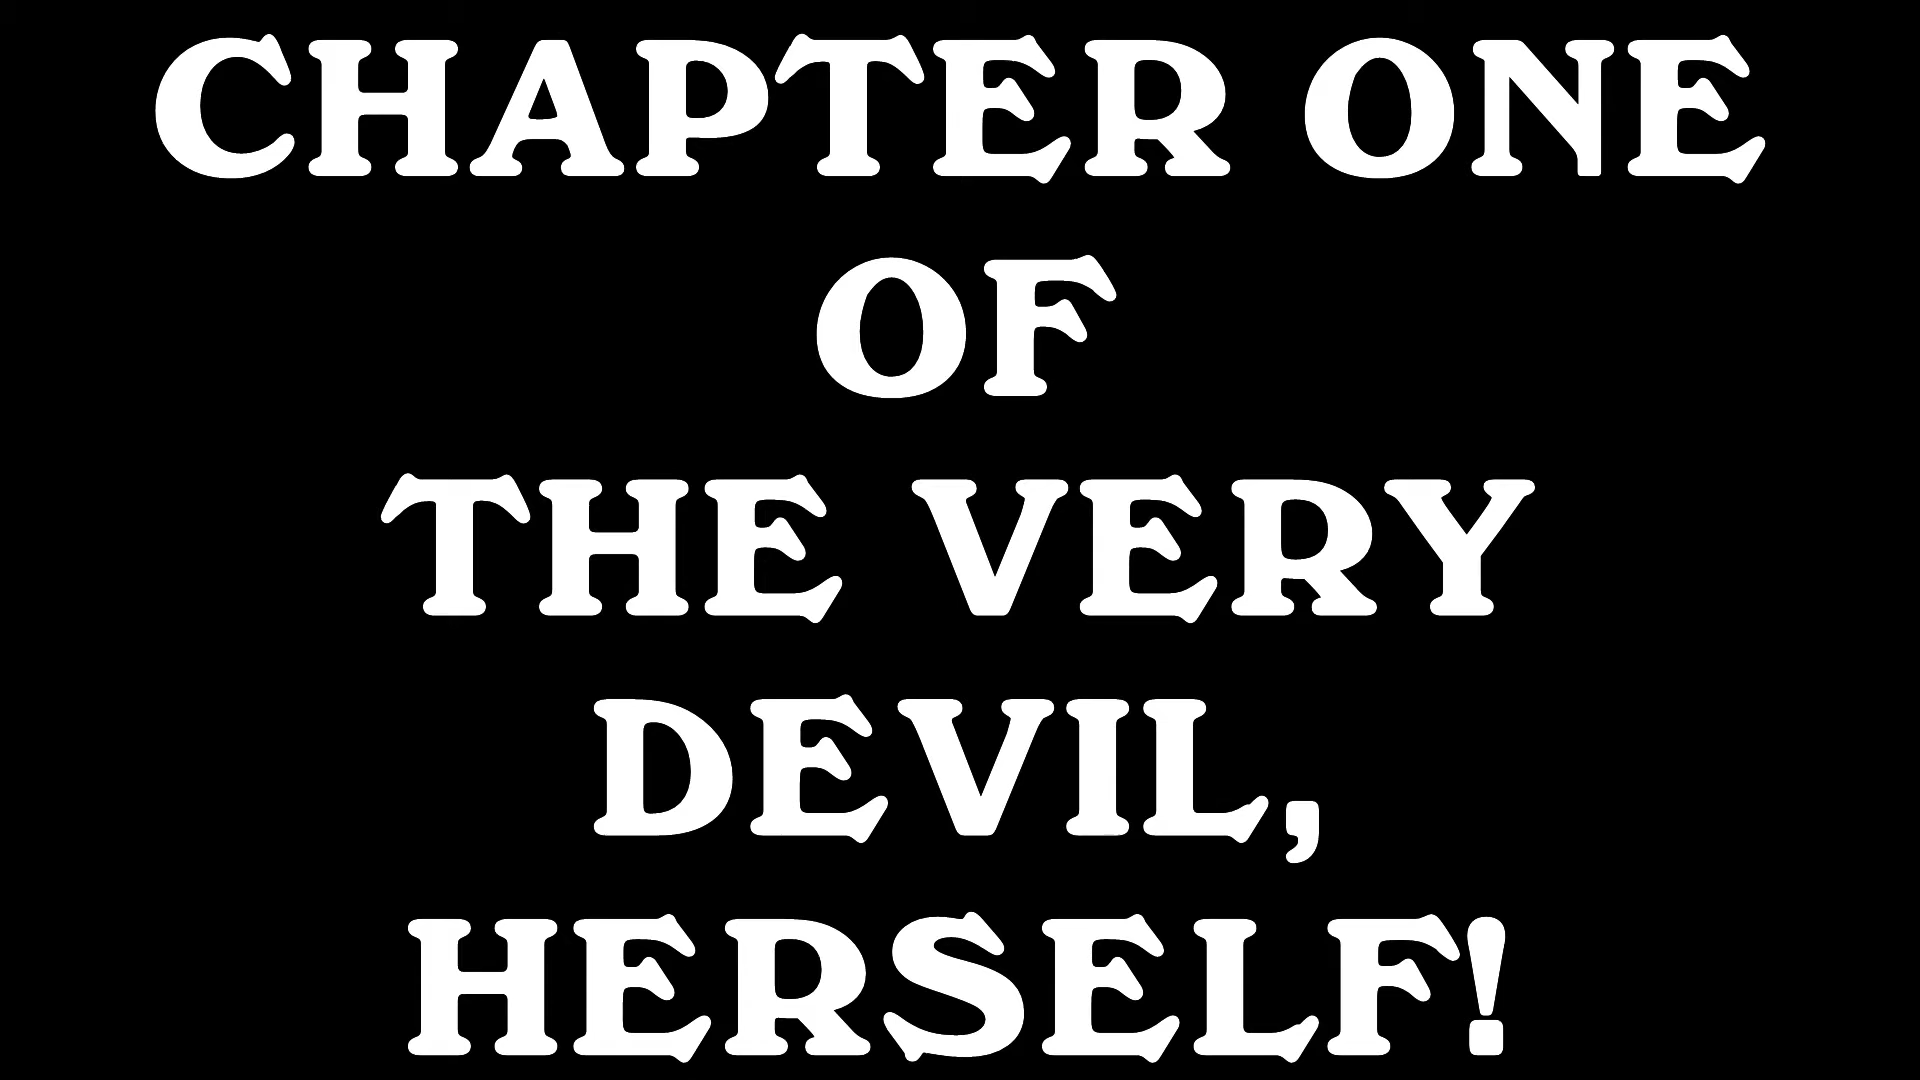 CHAPTER ONE
OF
THE VERY
DEVIL,
HERSELF!